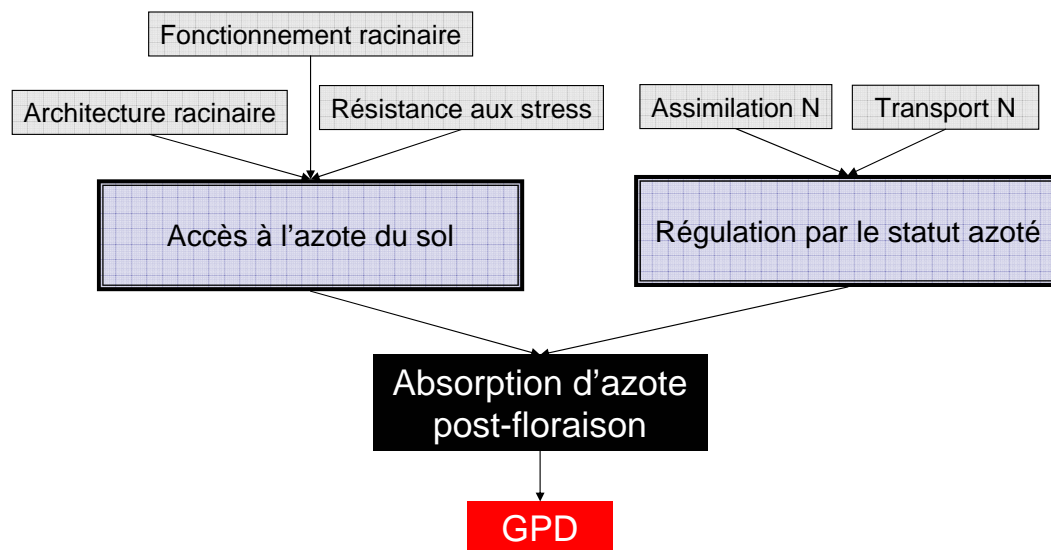 Fonctionnement racinaire
Architecture racinaire
Résistance aux stress
Assimilation N
Transport N
Accès à l’azote du sol
Régulation par le statut azoté
Absorption d’azote
post-floraison
GPD